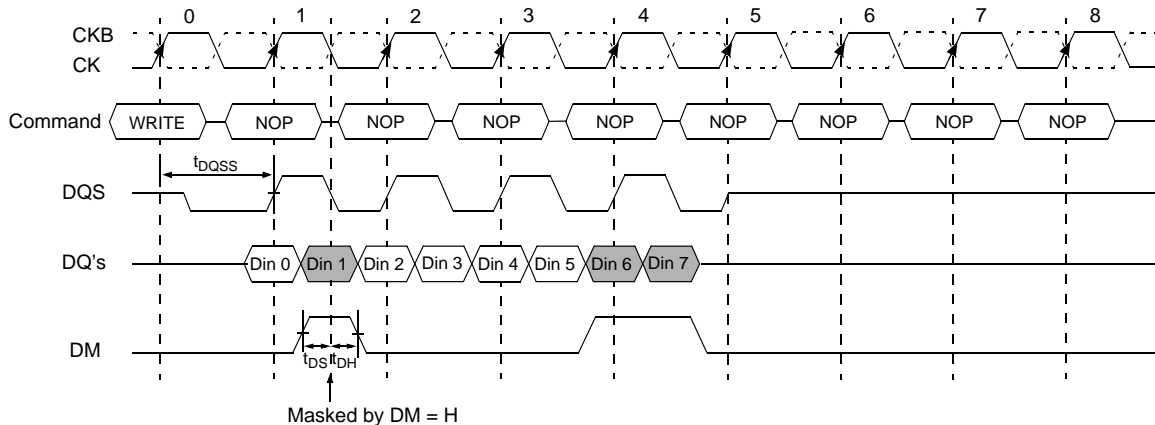 0 1 2 3 4 5 6 7 8
CKB
CK
Command WRITE NOP NOP NOP NOP NOP NOP NOP NOP
tDQSS
DQS
DQ's Din 0 Din 1 Din 2 Din 3 Din 4 Din 5 Din 6 Din 7
DM
tDS tDH
Masked by DM = H